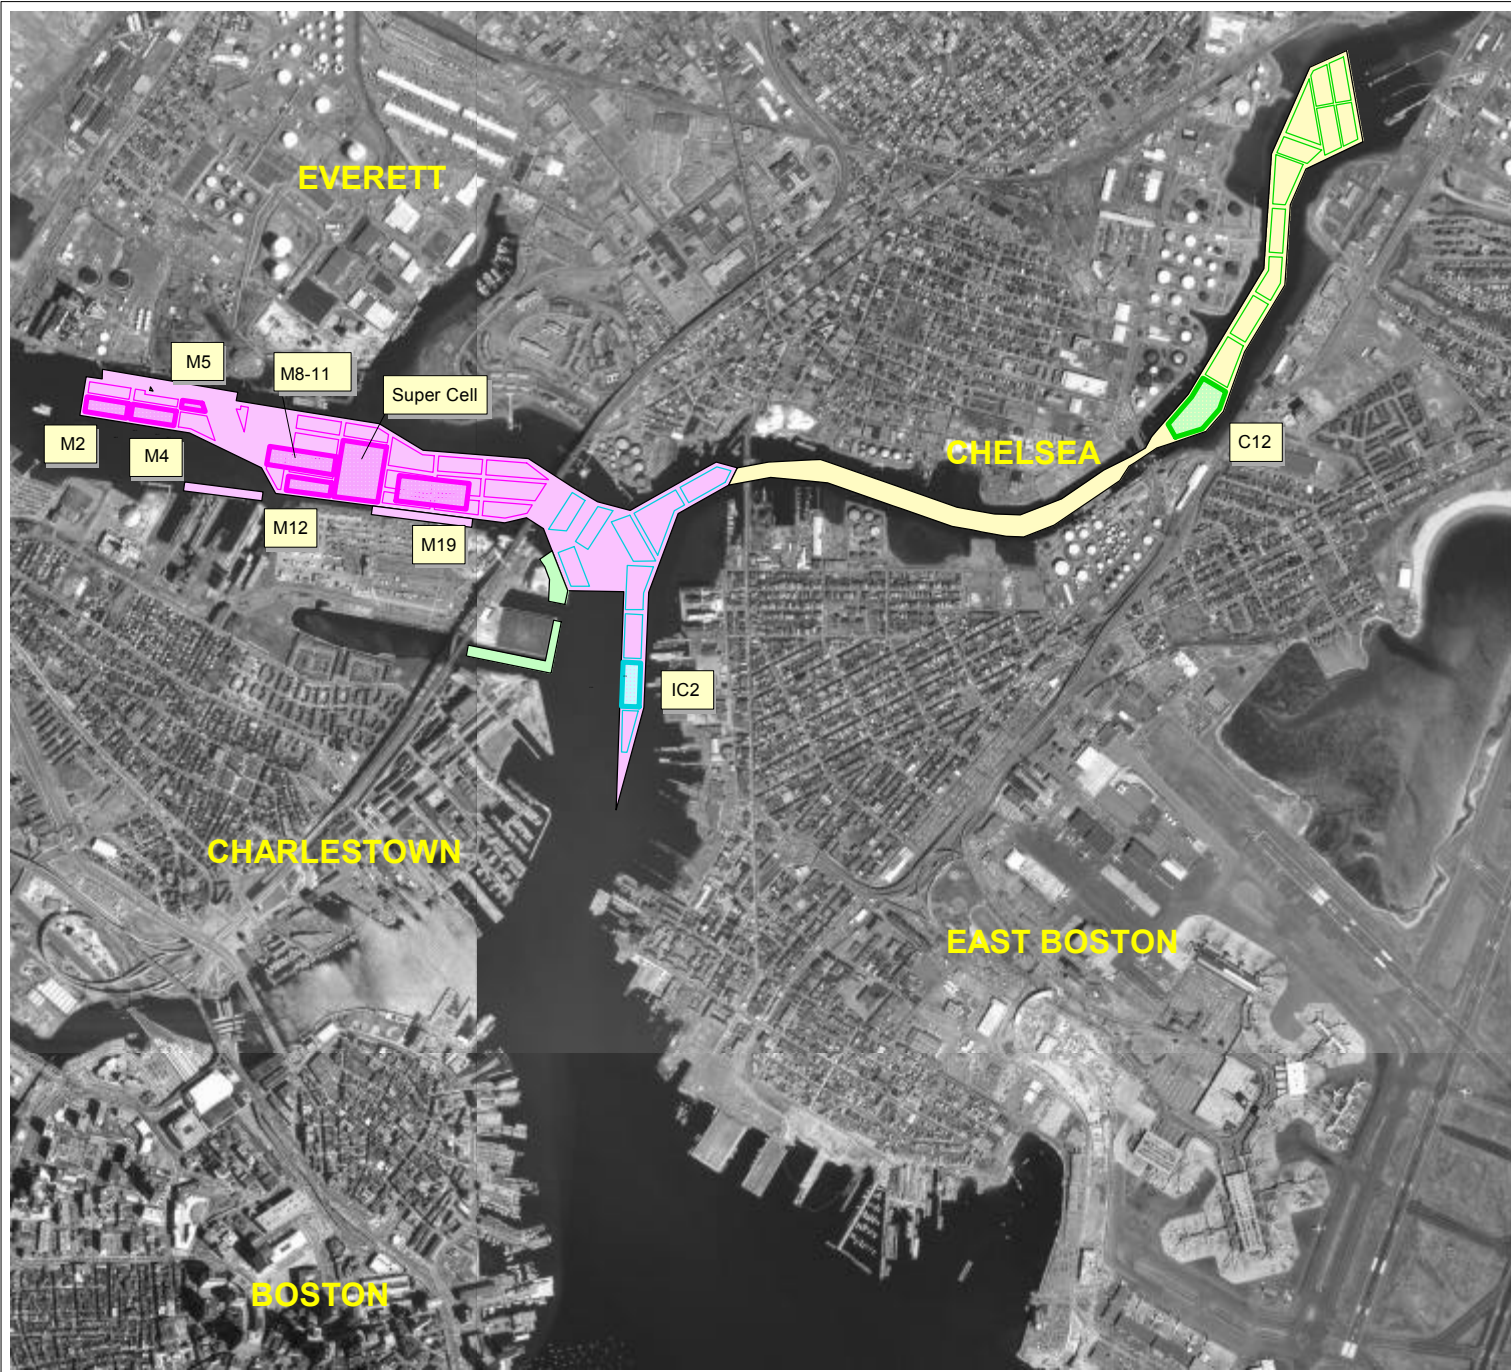 EVERETT
M5
M8-11
Super Cell
M2
M4
CHELSEA
C12
M12
M19
IC2
CHARLESTOWN
EAST BOSTON
BOSTON